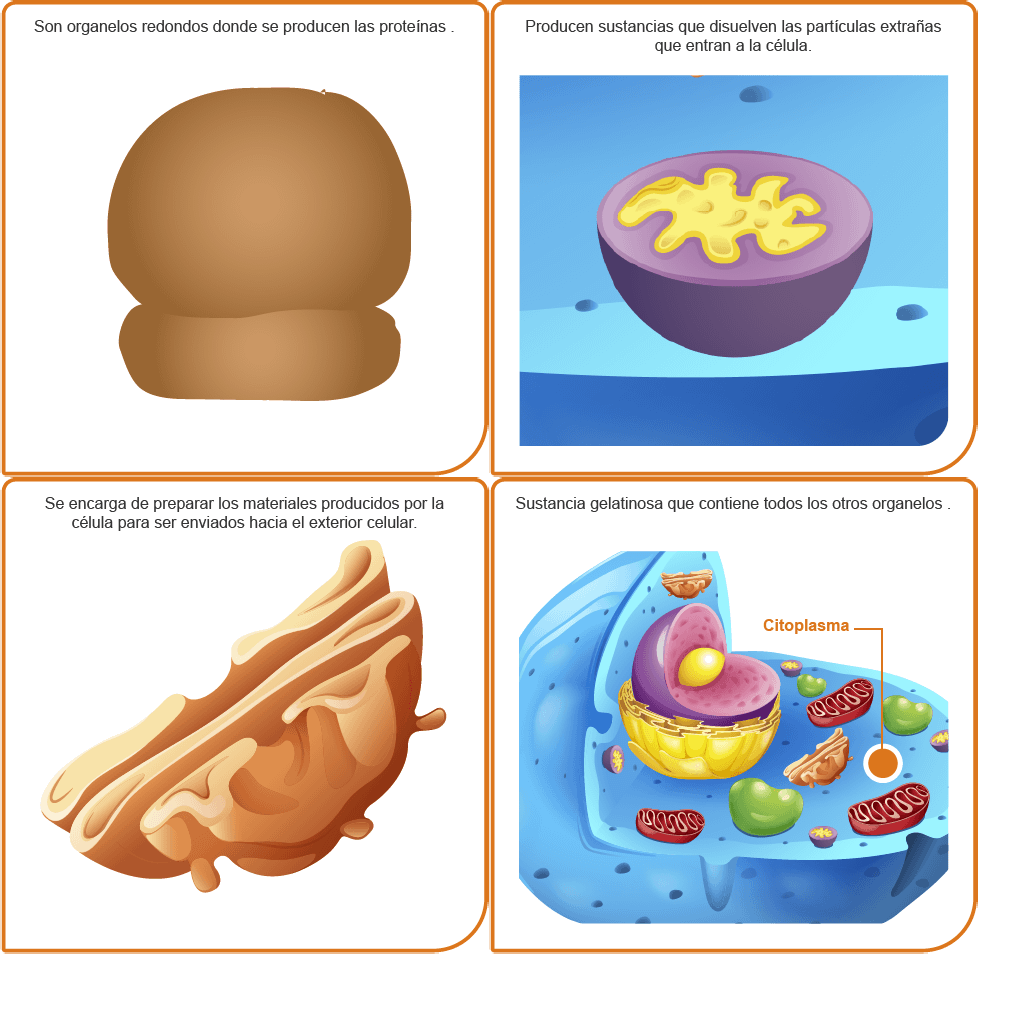 Son organelos redondos donde se producen las proteínas .
Producen sustancias que disuelven las partículas extrañas
que entran a la célula.
Se encarga de preparar los materiales producidos por la
célula para ser enviados hacia el exterior celular.
Sustancia gelatinosa que contiene todos los otros organelos .
Citoplasma